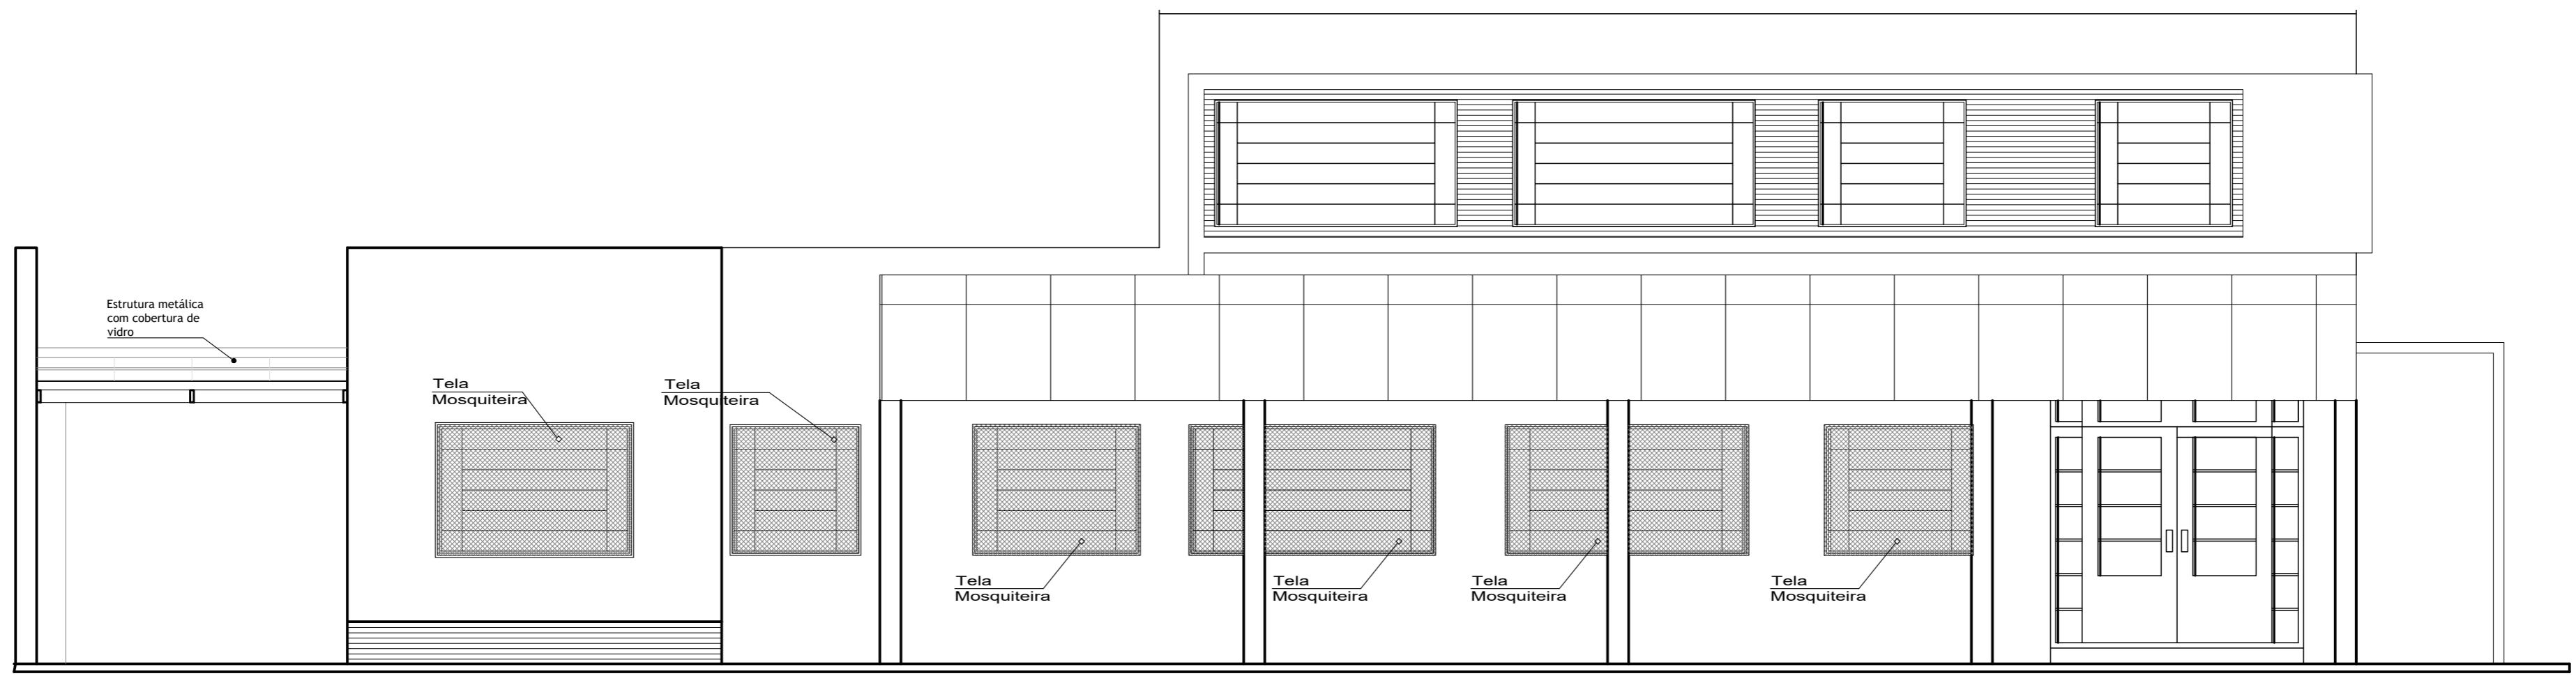 Estrutura metálica
com cobertura de
vidro
Tela
Mosquiteira
Tela
Mosquiteira
Tela
Mosquiteira
Tela
Mosquiteira
Tela
Mosquiteira
Tela
Mosquiteira